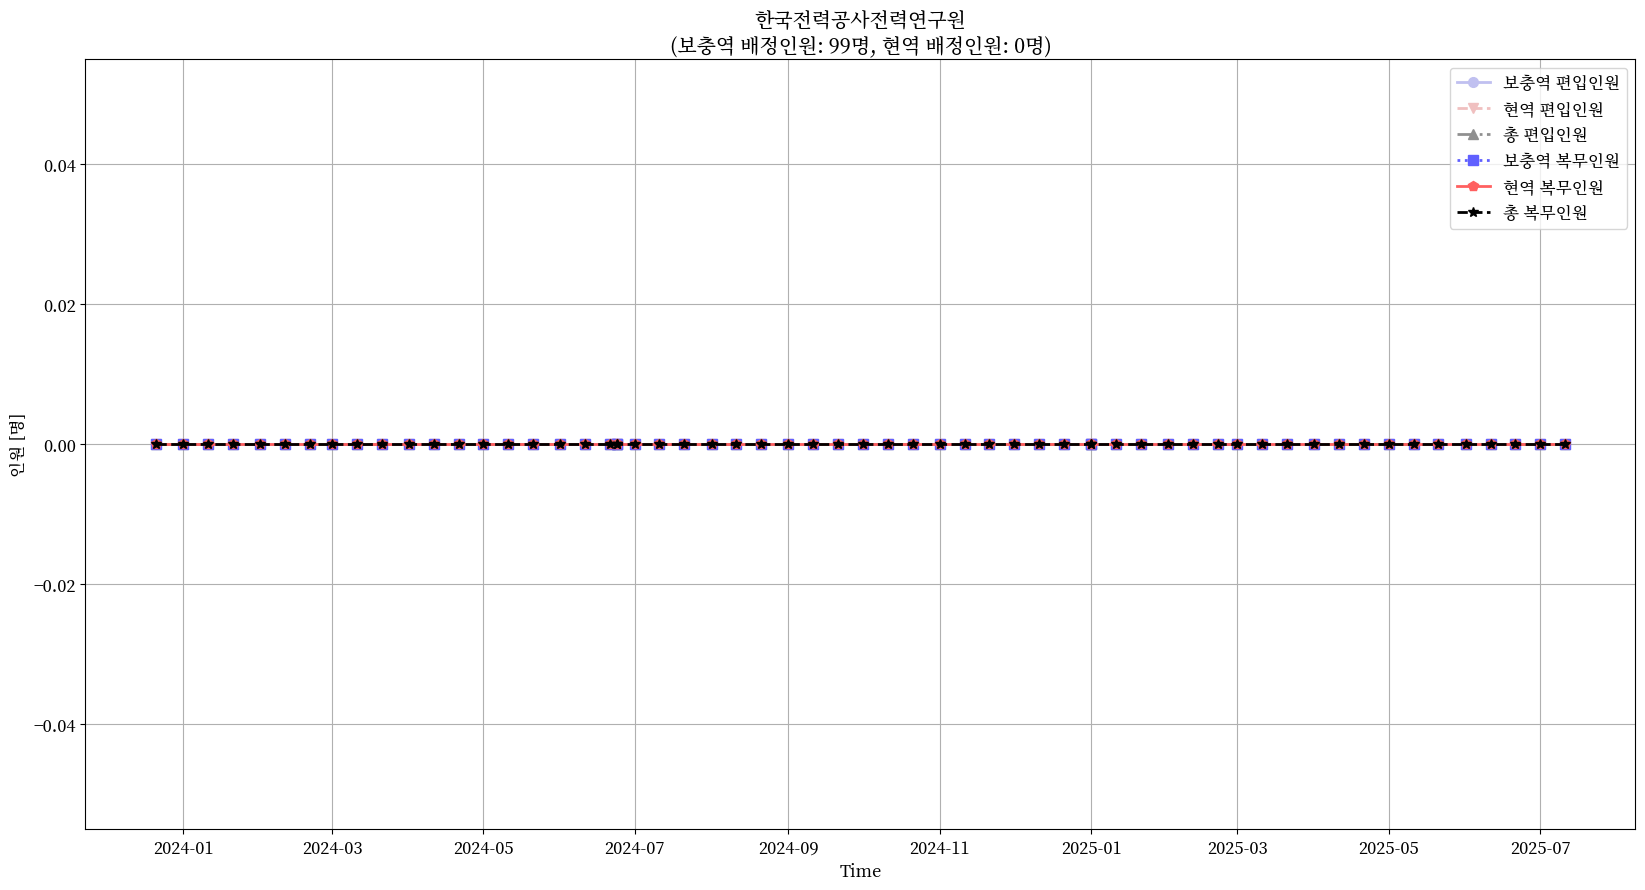 한국전력공사전력연구원
(보충역 배정인원: 99명, 현역 배정인원: 0명)
보충역 편입인원
현역 편입인원
총 편입인원
보충역 복무인원
현역 복무인원
총 복무인원
인원 [명]
0.04
0.02
0.00
−0.02
−0.04
2024-01
2024-03
2024-05
2024-07
2024-09
2024-11
2025-01
2025-03
2025-05
2025-07
Time